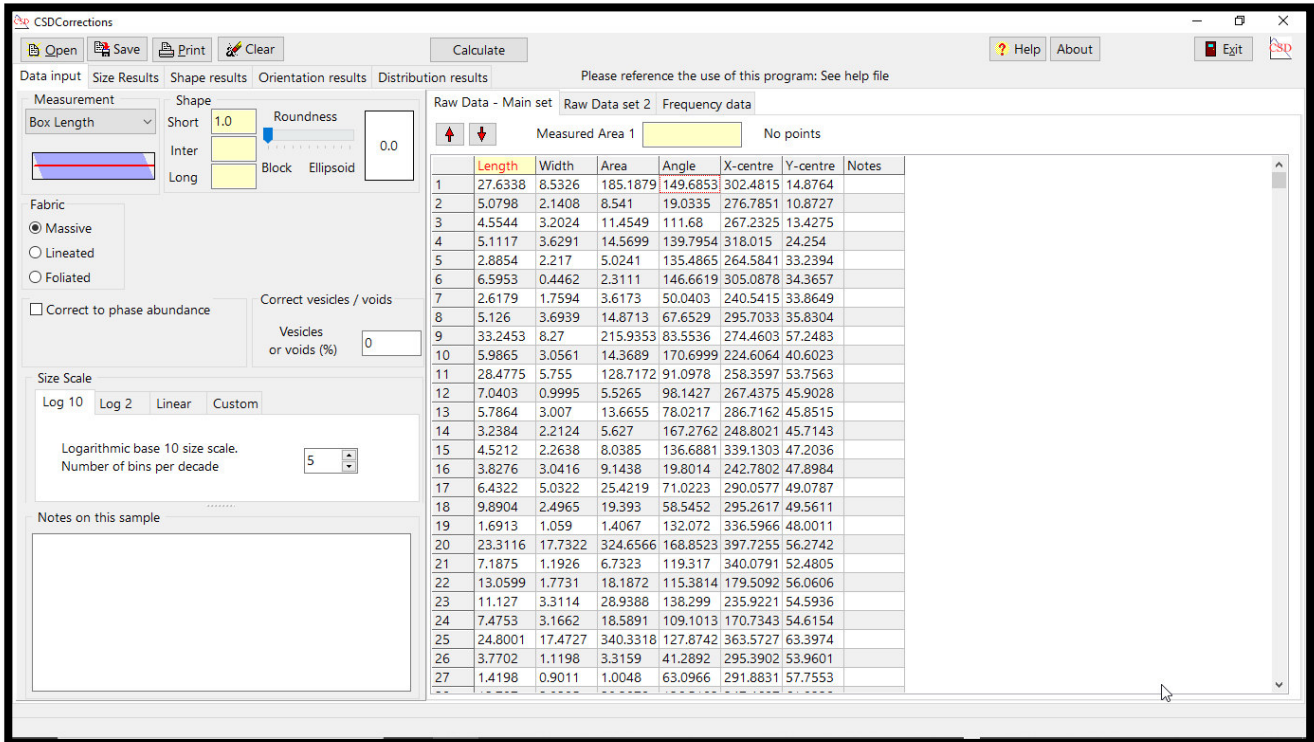 CSD CSDCorrections
Open Save Print Clear Calculate ? Help About Exit CSD
Data input Size Results Shape results Orientation results Distribution results Please reference the use of this program: See help file
Measurement
Box Length
Shape
Short 1.0
Inter
Long
Roundness
Block Ellipsoid
0.0
Fabric
Massive
Lineated
Foliated
Correct to phase abundance
Correct vesicles / voids
Vesicles
or voids (%) 0
Size Scale
Log 10 Log 2 Linear Custom
Logarithmic base 10 size scale.
Number of bins per decade 5
Notes on this sample
Raw Data - Main set Raw Data set 2 Frequency data
Measured Area 1 No points
Length Width Area Angle X-centre Y-centre Notes
1 27.6338 8.5326 185.1879 149.6853 302.4815 14.8764
2 5.0798 2.1408 8.541 19.0335 276.7851 10.8727
3 4.5544 3.2024 11.4549 111.68 267.2325 13.4275
4 5.1117 3.6291 14.5699 139.7954 318.015 24.254
5 2.8854 2.217 5.0241 135.4865 264.5841 33.2394
6 6.5953 0.4462 2.3111 146.6619 305.0878 34.3657
7 2.6179 1.7594 3.6173 50.0403 240.5415 33.8649
8 5.126 3.6939 14.8713 67.6529 295.7033 35.8304
9 33.2453 8.27 215.9353 83.5536 274.4603 57.2483
10 5.9865 3.0561 14.3689 170.6999 224.6064 40.6023
11 28.4775 5.755 128.7172 91.0978 258.3597 53.7563
12 7.0403 0.9995 5.5265 98.1427 267.4375 45.9028
13 5.7864 3.007 13.6655 78.0217 286.7162 45.8515
14 3.2384 2.2124 5.627 167.2762 248.8021 45.7143
15 4.5212 2.2638 8.0385 136.6881 339.1303 47.2036
16 3.8276 3.0416 9.1438 19.8014 242.7802 47.8984
17 6.4322 5.0322 25.4219 71.0223 290.0577 49.0787
18 9.8904 2.4965 19.393 58.5452 295.2617 49.5611
19 1.6913 1.059 1.4067 132.072 336.5966 48.0011
20 23.3116 17.7322 324.6566 168.8523 397.7255 56.2742
21 7.1875 1.1926 6.7323 119.317 340.0791 52.4805
22 13.0599 1.7731 18.1872 115.3814 179.5092 56.0606
23 11.127 3.3114 28.9388 138.299 235.9221 54.5936
24 7.4753 3.1662 18.5891 109.1013 170.7343 54.6154
25 24.8001 17.4727 340.3318 127.8742 363.5727 63.3974
26 3.7702 1.1198 3.3159 41.2892 295.3902 53.9601
27 1.4198 0.9011 1.0048 63.0966 291.8831 57.7553